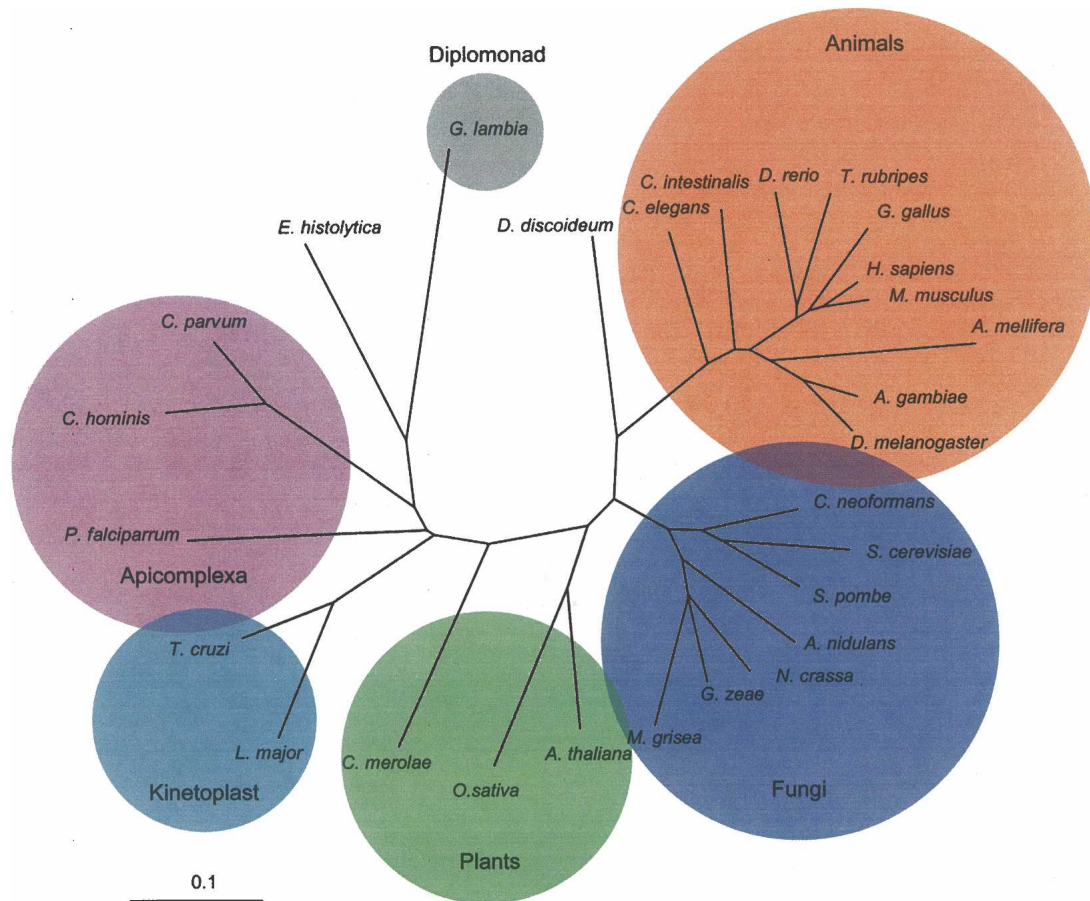 Animals
Diplomonad
G. lambia
D. rerio
T. rubripes
C. intestinalis
C. elegans
G. gallus
E. histolytica
D. discoideum
H. sapiens
M. musculus
C. parvum
A. mellifera
A. gambiae
C. hominis
D. melanogaster
C. neoformans
P. falciparrum
S. cerevisiae
Apicomplexa
S. pombe
T. cruzi
A. nidulans
N. crassa
G. zeae
M. grisea
L. major
A. thaliana
C. merolae
O.sativa
Kinetoplast
Fungi
Plants
0.1